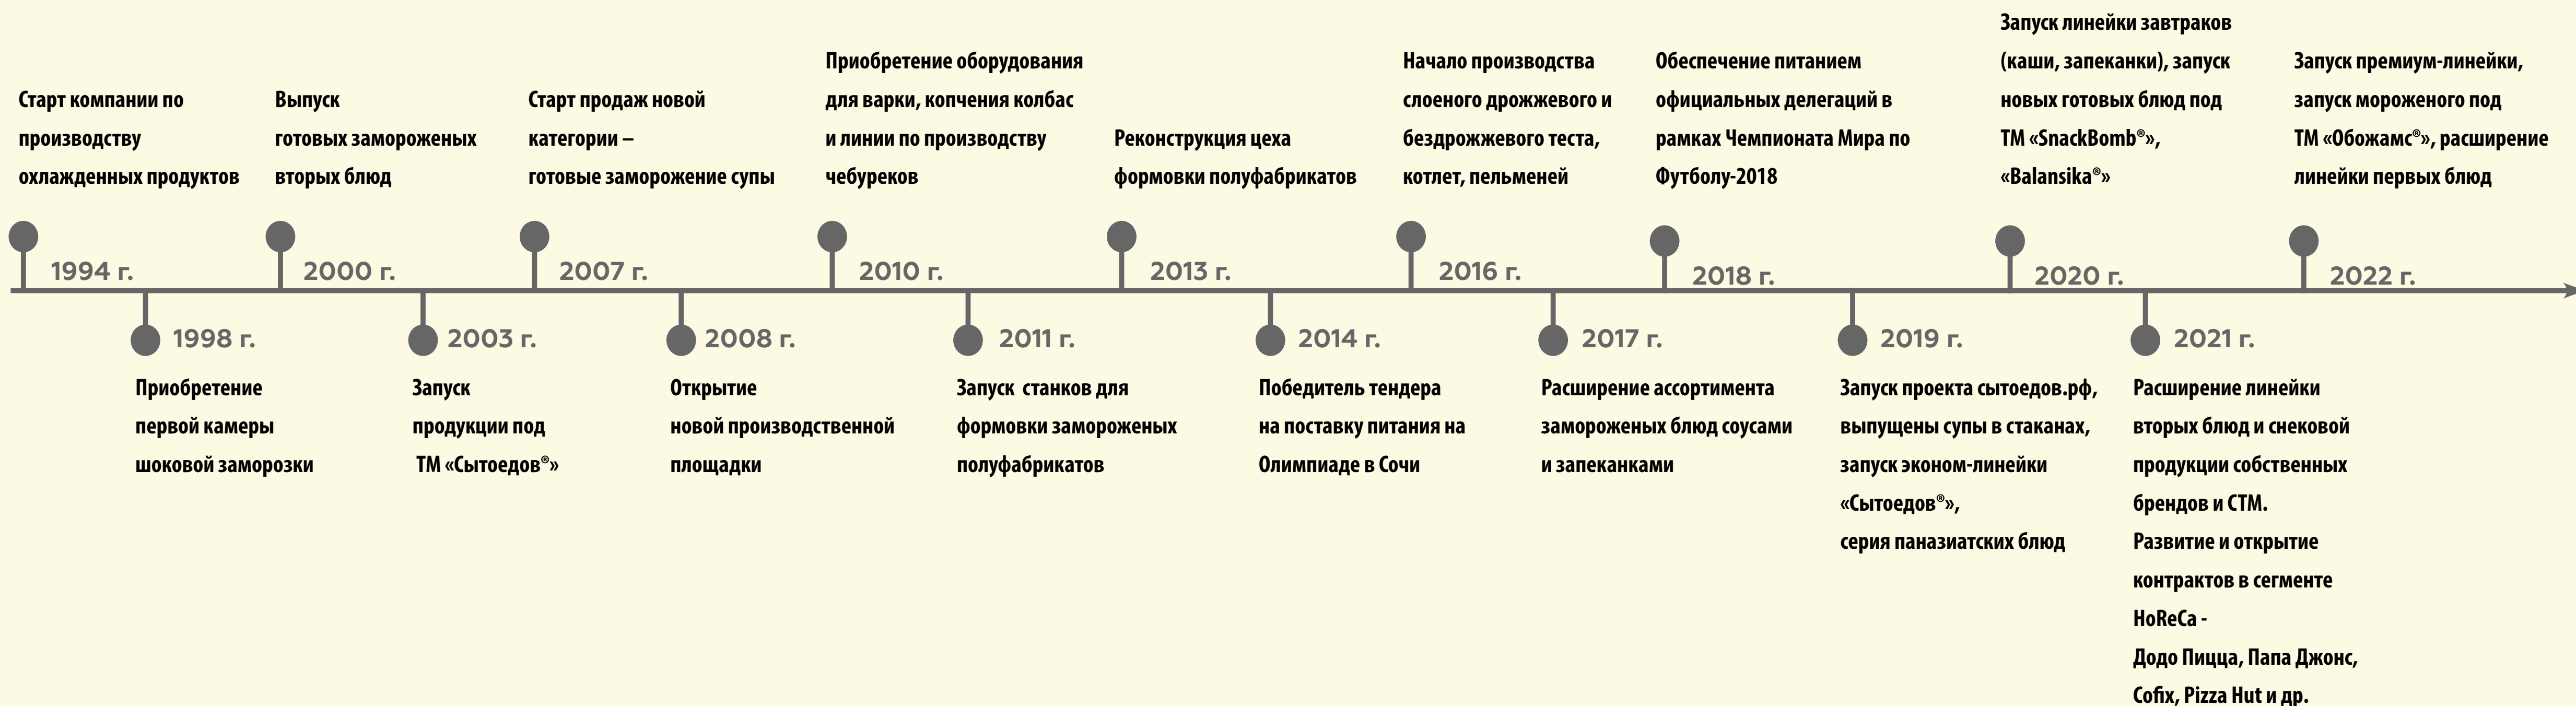 Старт компании по
производству
охлажденных продуктов
1994 г.
Приобретение
первой камеры
шоковой заморозки
1998 г.
Выпуск
готовых замороженых
вторых блюд
2000 г.
Запуск
продукции под
ТМ «Сытоедов®»
2003 г.
Старт продаж новой
категории –
готовые заморожение супы
2007 г.
Открытие
новой производственной
площадки
2008 г.
Приобретение оборудования
для варки, копчения колбас
и линии по производству
чебуреков
2010 г.
Запуск станков для
формовки замороженых
полуфабрикатов
2011 г.
Реконструкция цеха
формовки полуфабрикатов
2013 г.
Победитель тендера
на поставку питания на
Олимпиаде в Сочи
2014 г.
Начало производства
слоеного дрожжевого и
бездрожжевого теста,
котлет, пельменей
2016 г.
Расширение ассортимента
замороженых блюд соусами
и запеканками
2017 г.
Обеспечение питанием
официальных делегаций в
рамках Чемпионата Мира по
Футболу-2018
2018 г.
Запуск проекта сытоедов.рф,
выпущены супы в стаканах,
запуск эконом-линейки
«Сытоедов®»,
серия паназиатских блюд
2019 г.
Запуск линейки завтраков
(каши, запеканки), запуск
новых готовых блюд под
ТМ «SnackBomb®»,
«Balansika®»
2020 г.
Расширение линейки
вторых блюд и снековой
продукции собственных
брендов и СТМ.
Развитие и открытие
контрактов в сегменте
HoReCa -
Додо Пицца, Папа Джонс,
Cofix, Pizza Hut и др.
2021 г.
Запуск премиум-линейки,
запуск мороженого под
ТМ «Обожамс®», расширение
линейки первых блюд
2022 г.